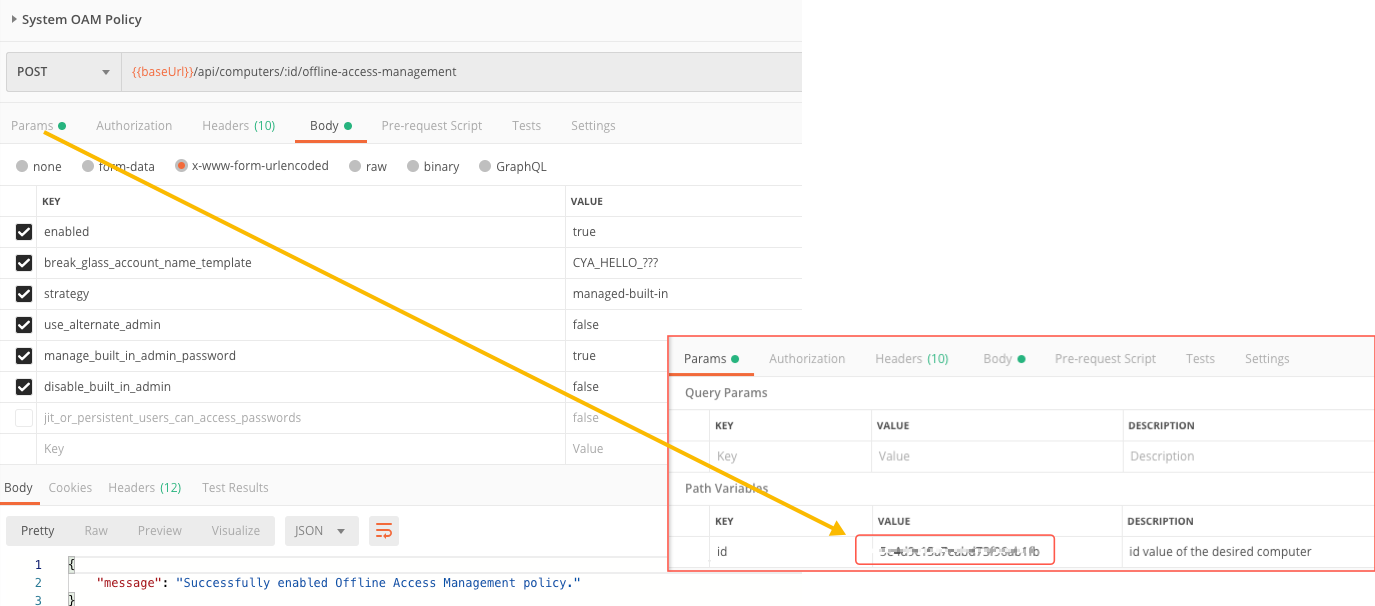 System OAM Policy
POST {{baseUrl}}/api/computers/:id/offline-access-management
Params Authorization Headers (10) Body Pre-request Script Tests Settings
none form-data x-www-form-urlencoded raw binary GraphQL
KEY VALUE
enabled true
break_glass_account_name_template CYA_HELLO_???
strategy managed-built-in
use_alternate_admin false
manage_built_in_admin_password true
disable_built_in_admin false
jit_or_persistent_users_can_access_passwords false
Key Value
Body Cookies Headers (12) Test Results
Pretty Raw Preview Visualize JSON
1 {
2 "message": "Successfully enabled Offline Access Management policy."
3 }
Params Authorization Headers (10) Body Pre-request Script Tests Settings
Query Params
KEY VALUE DESCRIPTION
Key Value Description
Path Variables
KEY VALUE DESCRIPTION
id id value of the desired computer